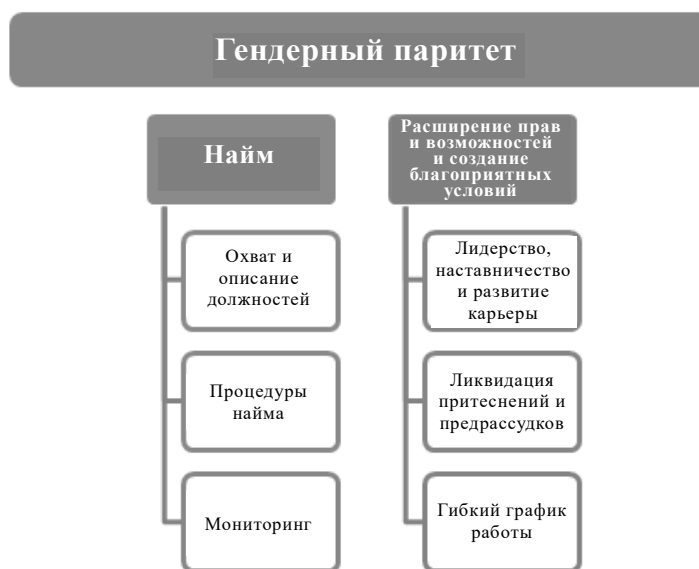 Гендерный паритет
Найм
Охват и
описание
должностей
Процедуры
найма
Мониторинг
Расширение прав
и возможностей
и создание
благоприятных
условий
Лидерство,
наставничество
и развитие
карьеры
Ликвидация
притеснений и
предрассудков
Гибкий график
работы